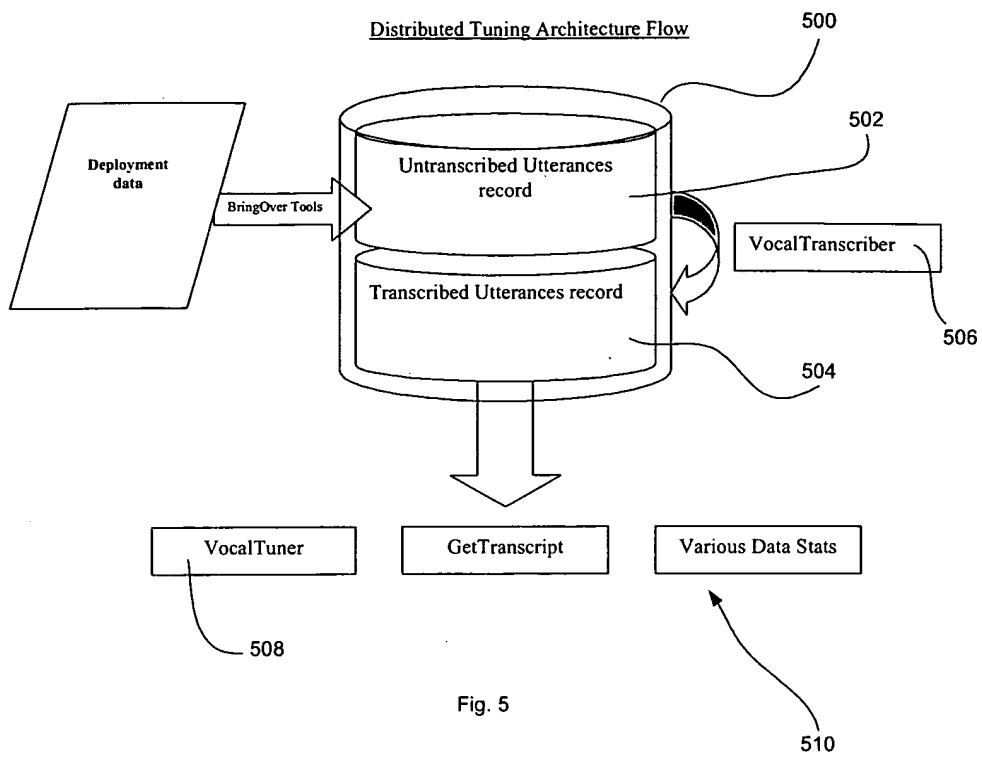 Distributed Tuning Architecture Flow
500
502
Deployment
data
Untranscribed Utterances
record
BringOver Tools
VocalTranscriber
Transcribed Utterances record
506
504
VocalTuner
GetTranscript
Various Data Stats
508
Fig. 5
510